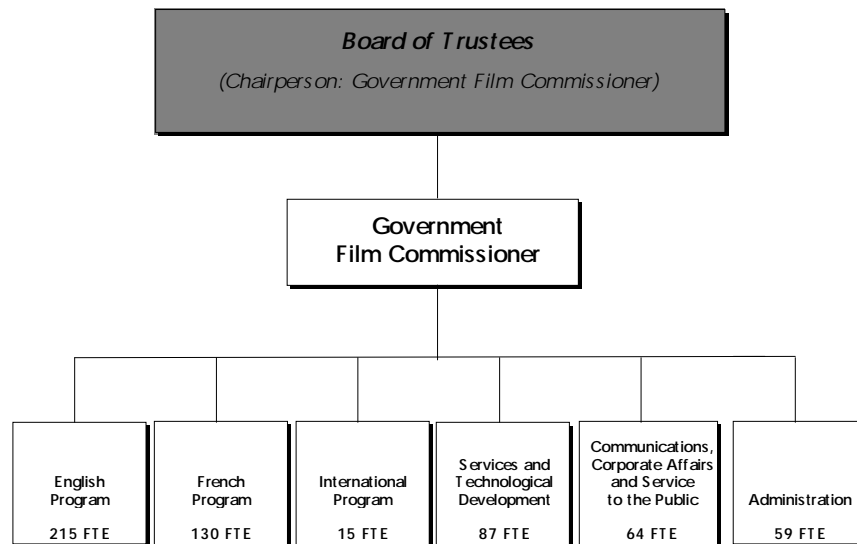 Board of Trustees
(Chairperson: Government Film Commissioner)
Government
Film Commissioner
English
Program
215 FTE
French
Program
130 FTE
International
Program
15 FTE
Services and
Technological
Development
87 FTE
Communications,
Corporate Affairs
and Service
to the Public
64 FTE
Administration
59 FTE